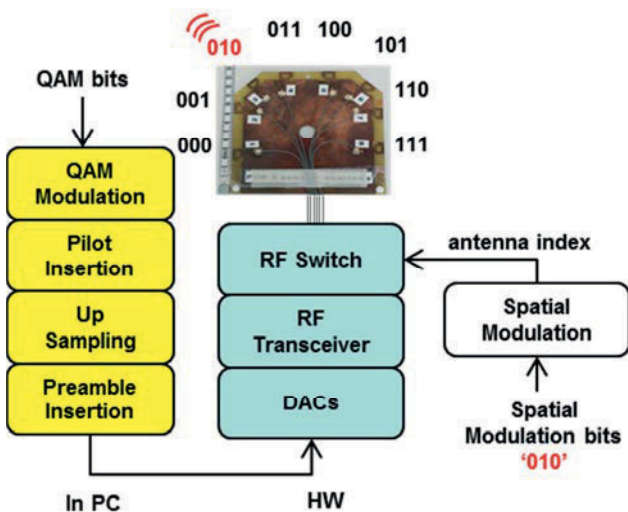 011 100
010
101
QAM bits
001
110
000
111
QAM
Modulation
Pilot
Insertion
Up
Sampling
Preamble
Insertion
RF Switch
RF
Transceiver
DACs
antenna index
Spatial
Modulation
Spatial
Modulation bits
'010'
In PC
HW